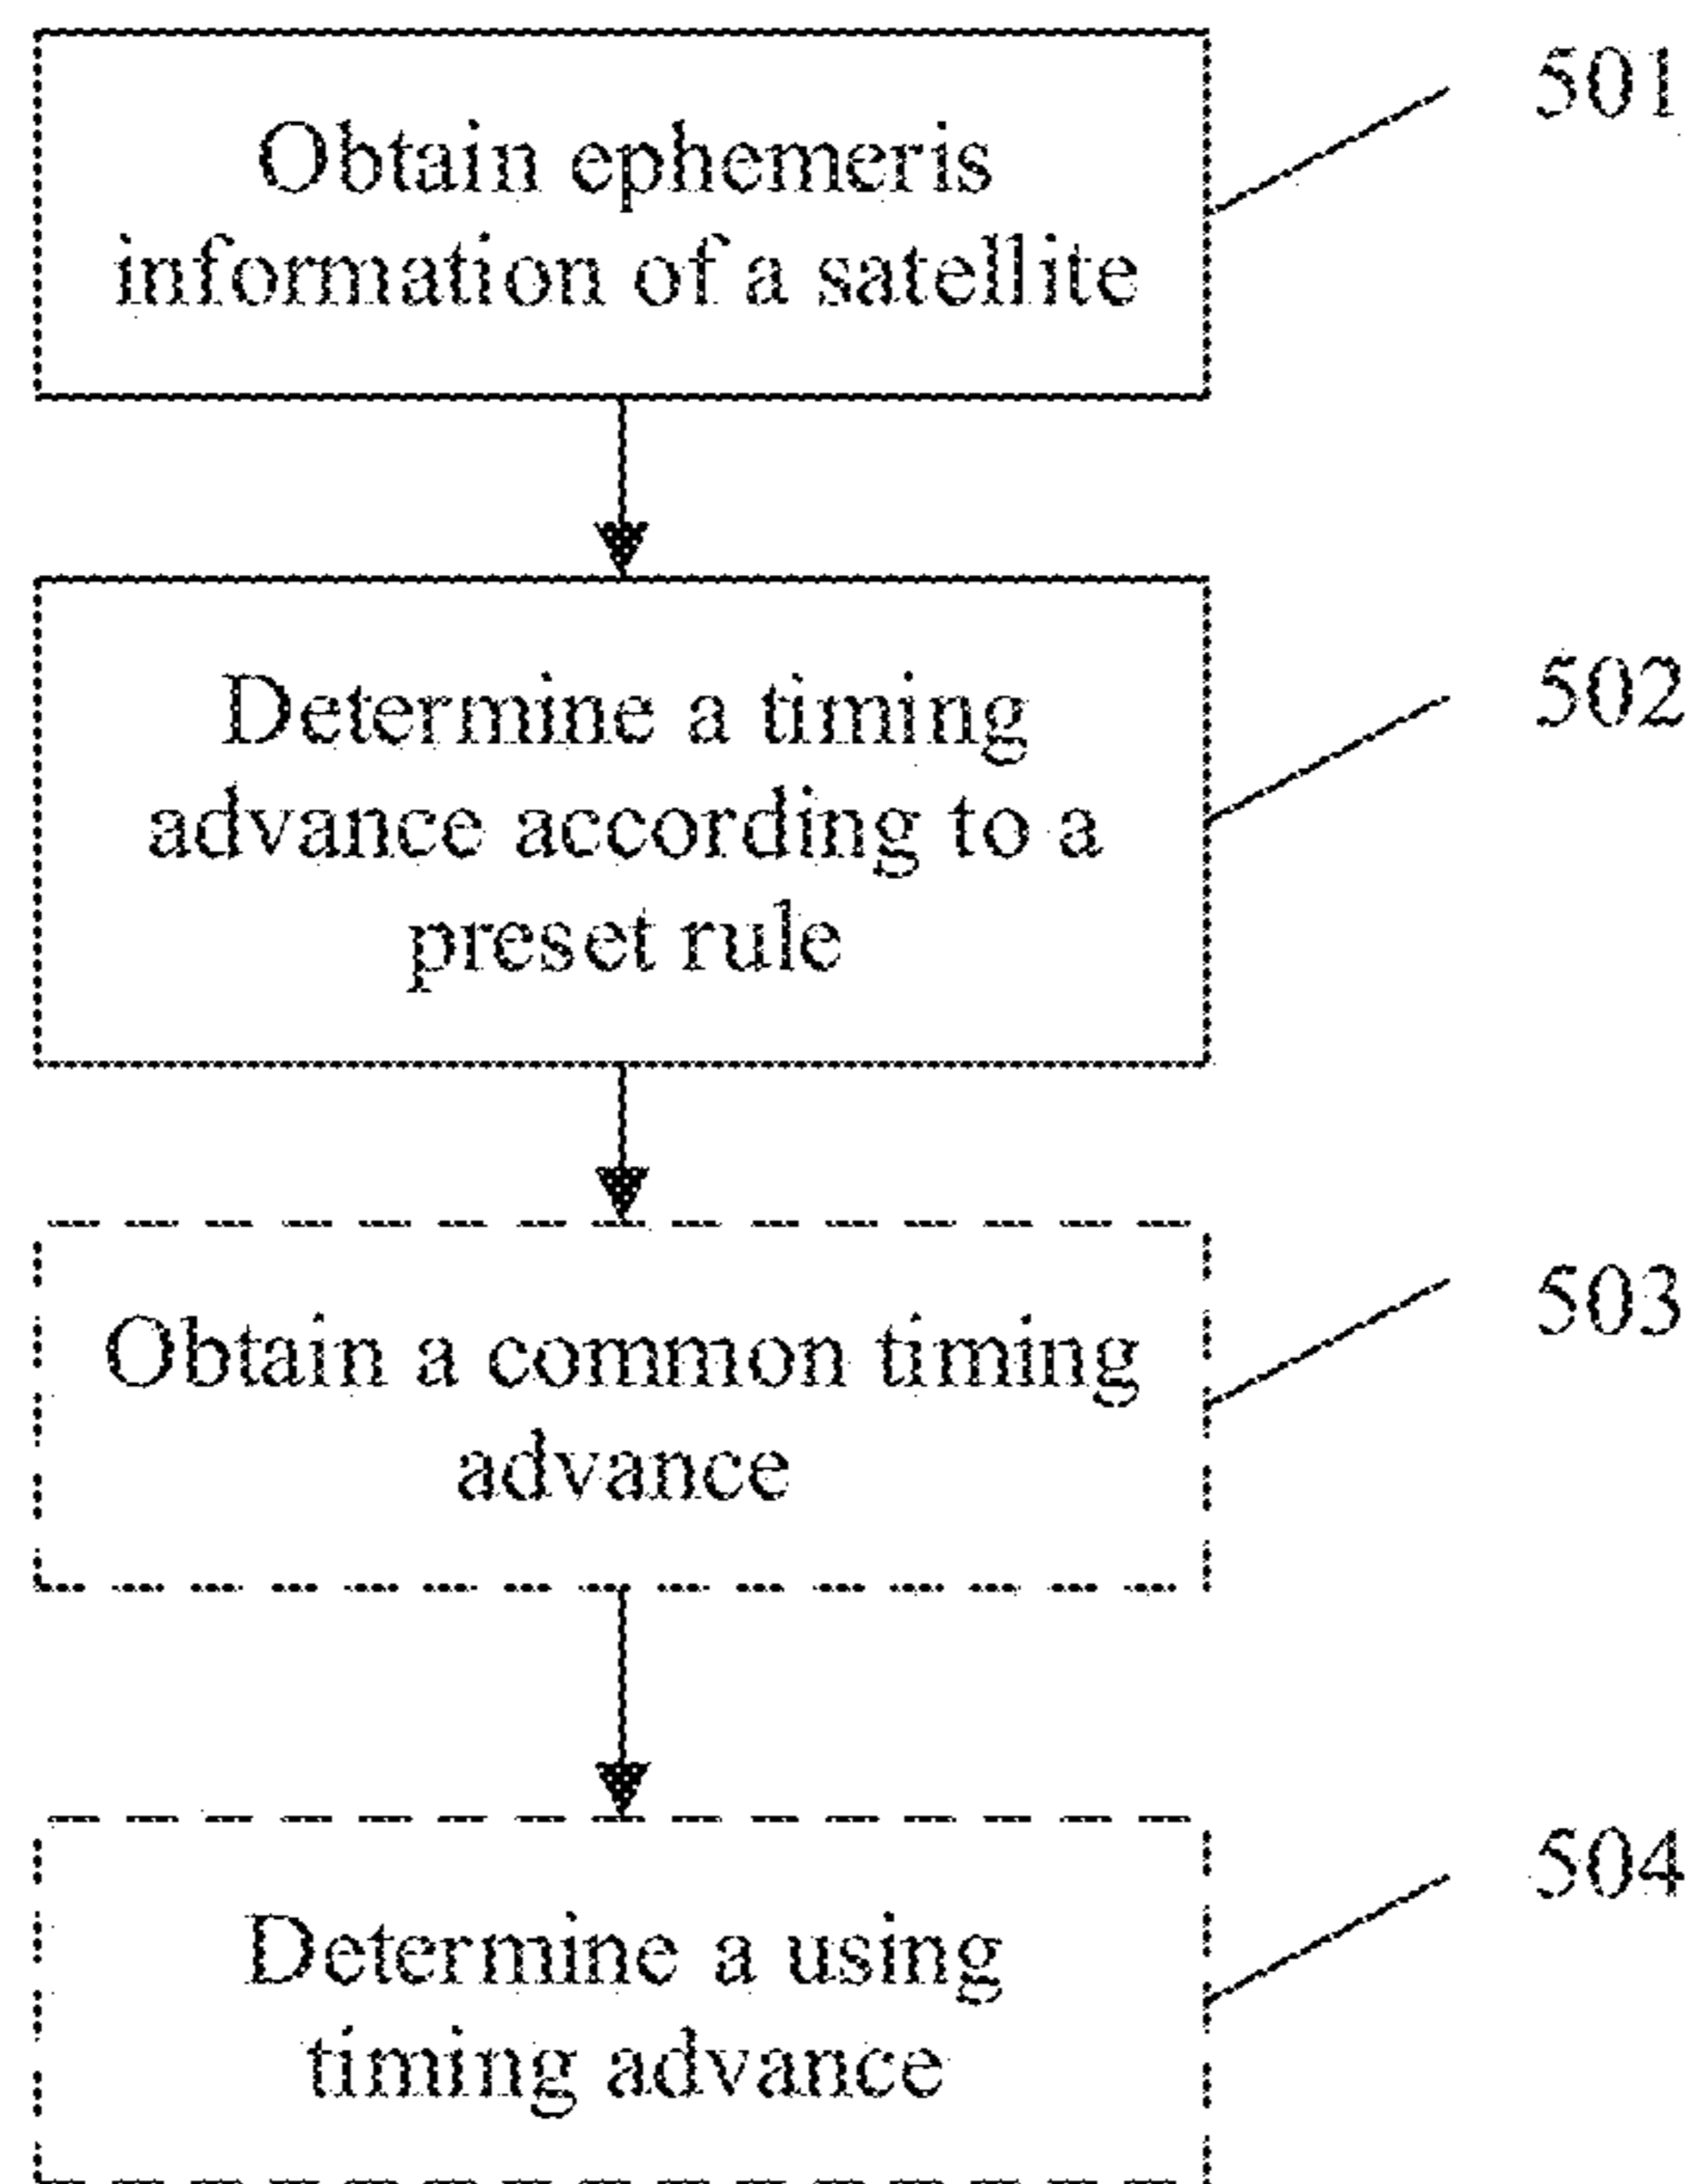 Obtain ephemeris
information of a satellite
501
Determine a timing
advance according to a
preset rule
502
Obtain a common timing
advance
503
Determine a using
timing advance
504